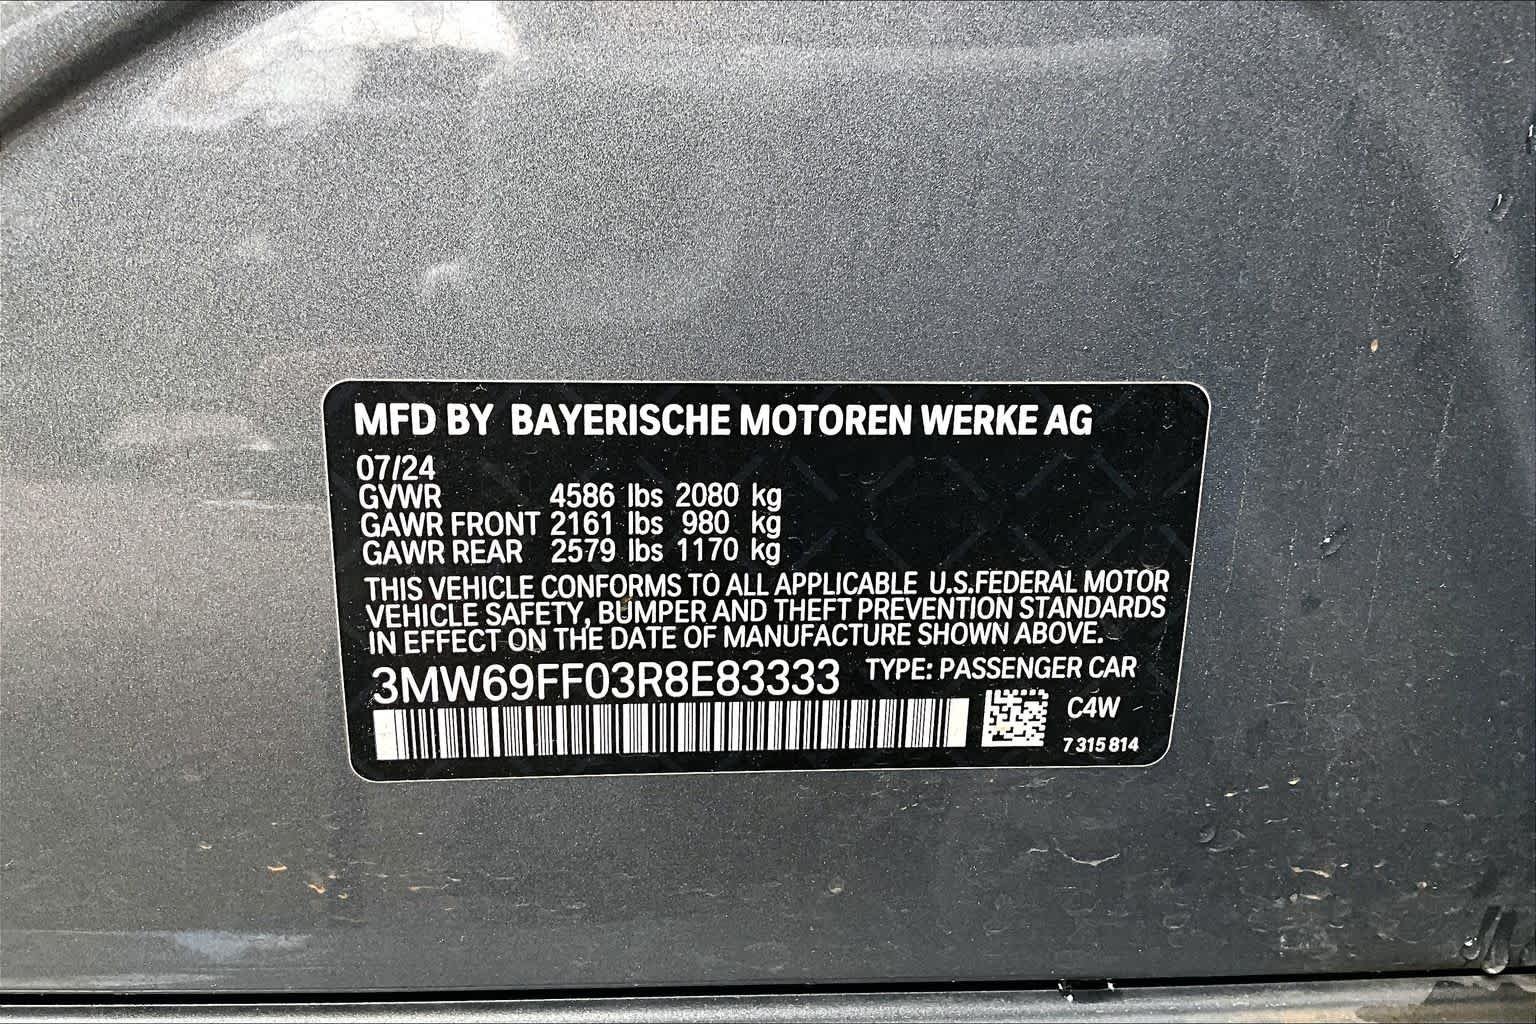 MFD BY BAYERISCHE MOTOREN WERKE AG
07/24
GVWR 4586 lbs 2080 kg
GAWR FRONT 2161 lbs 980 kg
GAWR REAR 2579 lbs 1170 kg
THIS VEHICLE CONFORMS TO ALL APPLICABLE U.S.FEDERAL MOTOR
VEHICLE SAFETY, BUMPER AND THEFT PREVENTION STANDARDS
IN EFFECT ON THE DATE OF MANUFACTURE SHOWN ABOVE.
3MW69FF03R8E83333 TYPE: PASSENGER CAR
C4W
7 315 814